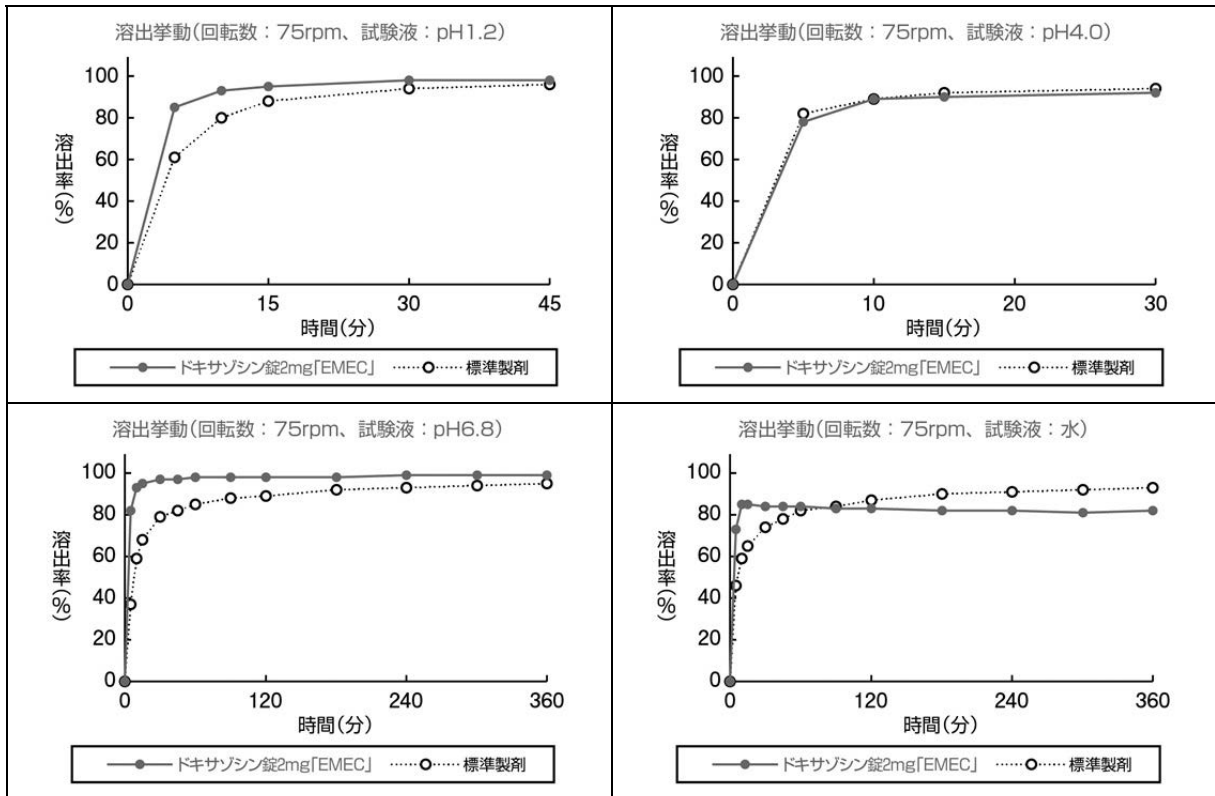 溶出挙動(回転数：75rpm、試験液：pH1.2)
溶出率(%)
100
80
60
40
20
0
0 15 30 45
時間(分)
ドキサゾシン錠2mg｢EMEC｣ 標準製剤
溶出挙動(回転数：75rpm、試験液：pH4.0)
溶出率(%)
100
80
60
40
20
0
0 10 20 30
時間(分)
ドキサゾシン錠2mg｢EMEC｣ 標準製剤
溶出挙動(回転数：75rpm、試験液：pH6.8)
溶出率(%)
100
80
60
40
20
0
0 120 240 360
時間(分)
ドキサゾシン錠2mg｢EMEC｣ 標準製剤
溶出挙動(回転数：75rpm、試験液：水)
溶出率(%)
100
80
60
40
20
0
0 120 240 360
時間(分)
ドキサゾシン錠2mg｢EMEC｣ 標準製剤